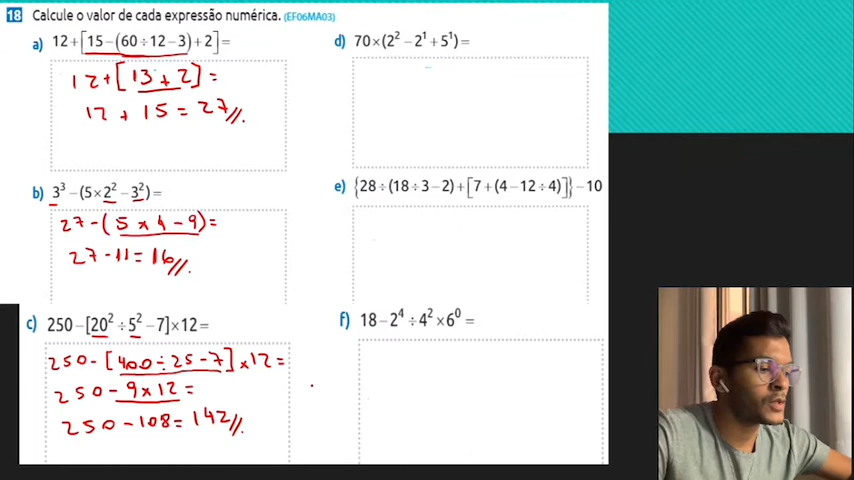 18 Calcule o valor de cada expressão numérica. (EF06MA03)
a) 12+[15−(60÷12−3)+2]=
12+[13+2]=
12+15=27//.
b) 3³−(5×2²−3²)=
27-(5×4-9)=
27-11=16//.
c) 250−[20²÷5²−7]×12=
250-[400÷25-7]×12=
250-9×12=
250-108=142//.
d) 70×(2²−2¹+5¹)=
e) {28÷(18÷3−2)+[7+(4−12÷4)]}−10
f) 18−2⁴÷4²×6⁰=